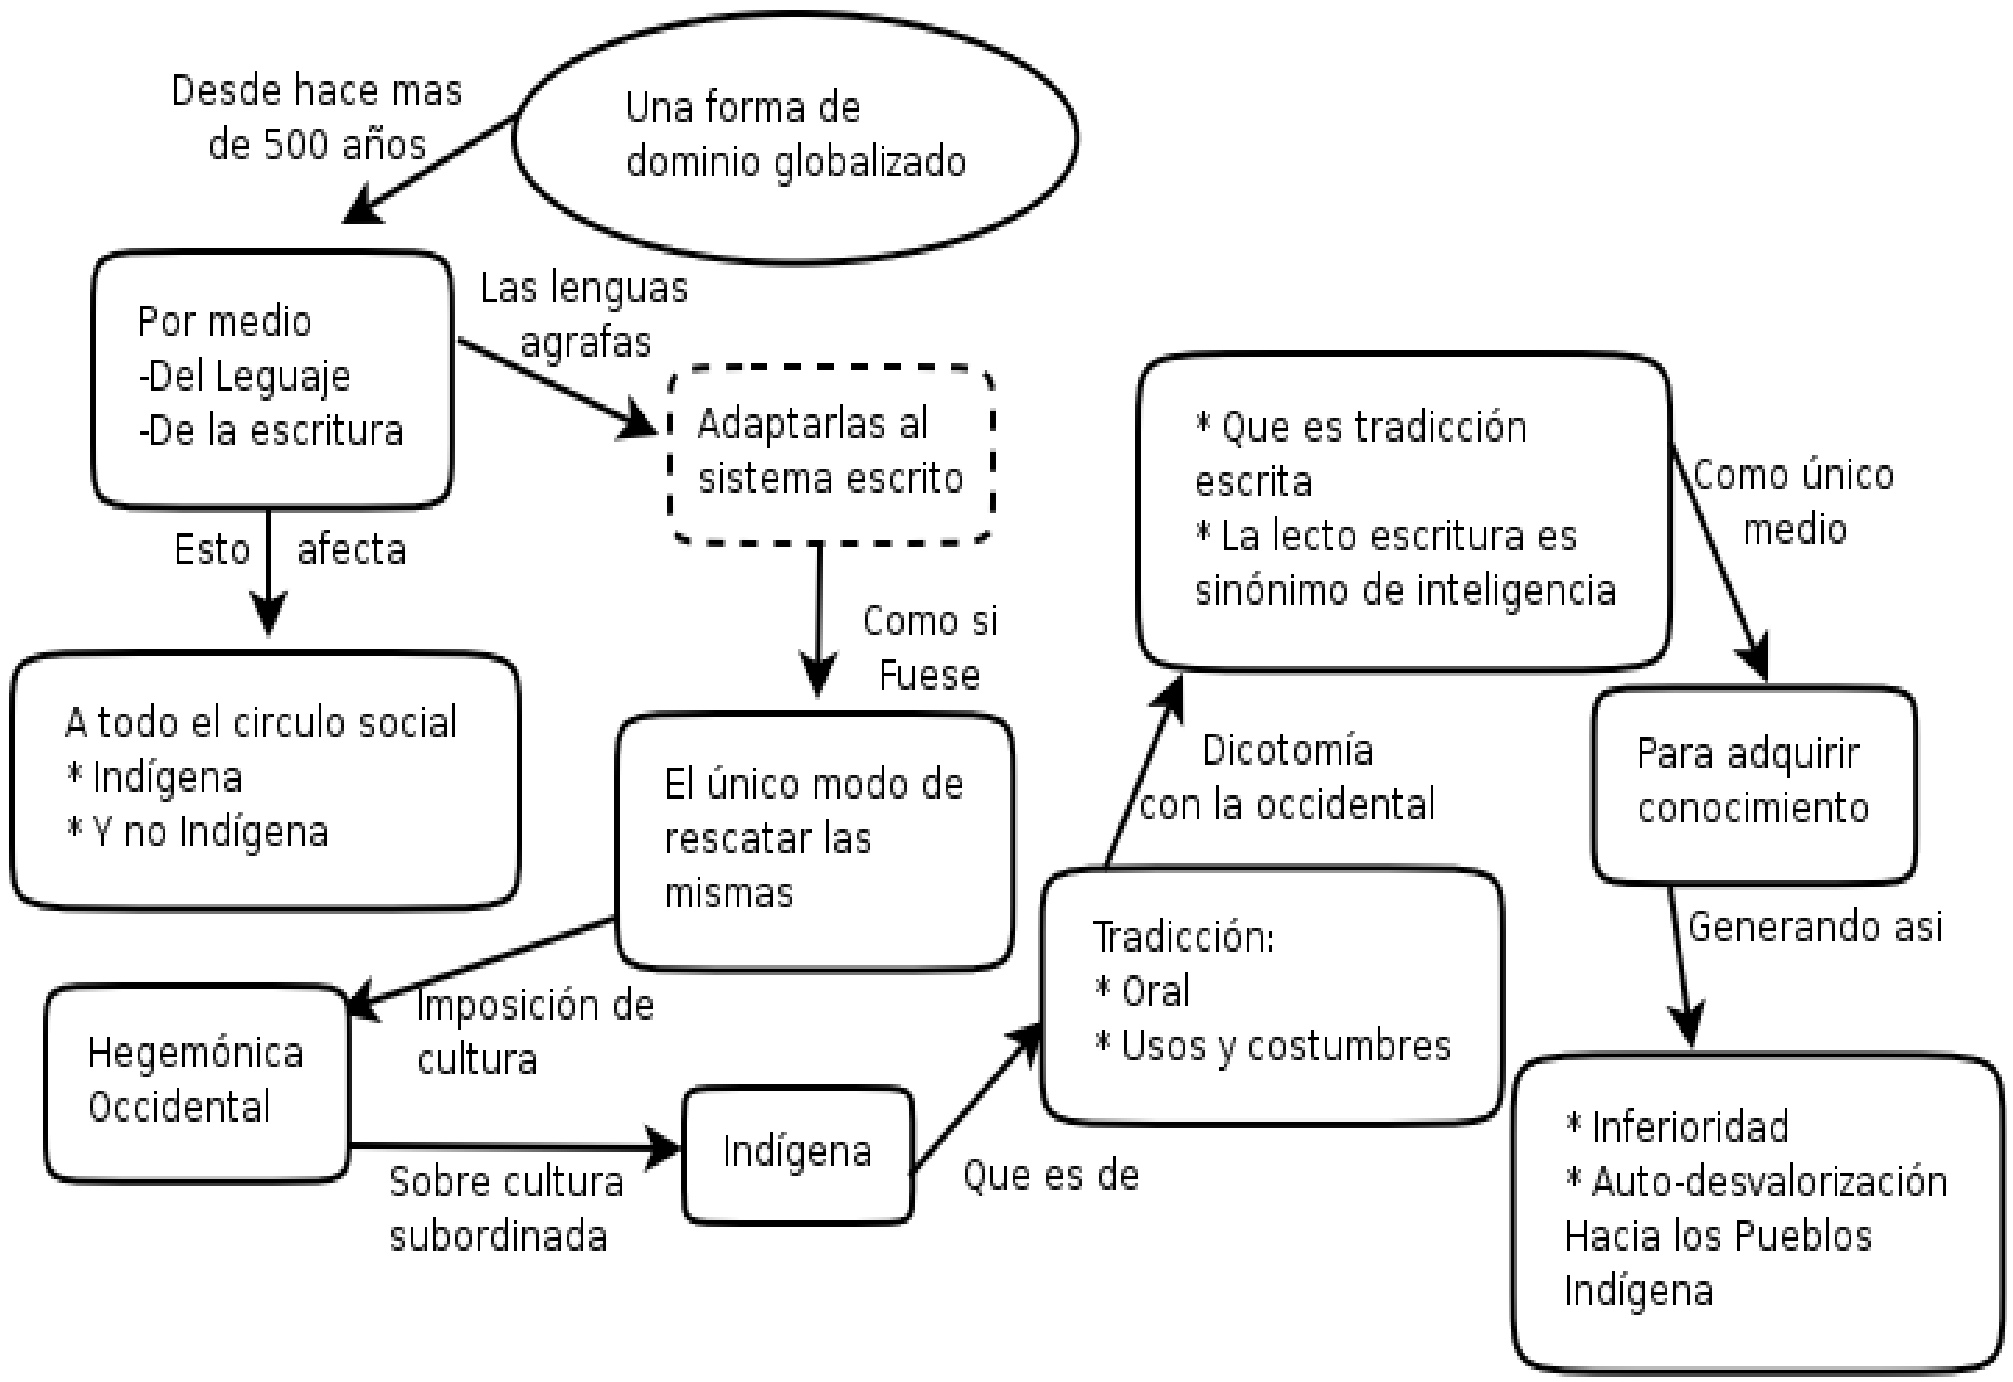 Desde hace mas
de 500 años
Una forma de
dominio globalizado
Por medio
-Del Leguaje
-De la escritura
Las lenguas
agrafas
Adaptarlas al
sistema escrito
Esto afecta
A todo el circulo social
* Indígena
* Y no Indígena
Como si
Fuese
El único modo de
rescatar las
mismas
Imposición de
cultura
Hegemónica
Occidental
Sobre cultura
subordinada
Indígena
Que es de
Tradicción:
* Oral
* Usos y costumbres
Dicotomía
con la occidental
* Que es tradicción
escrita
* La lecto escritura es
sinónimo de inteligencia
Como único
medio
Para adquirir
conocimiento
Generando asi
* Inferioridad
* Auto-desvalorización
Hacia los Pueblos
Indígena